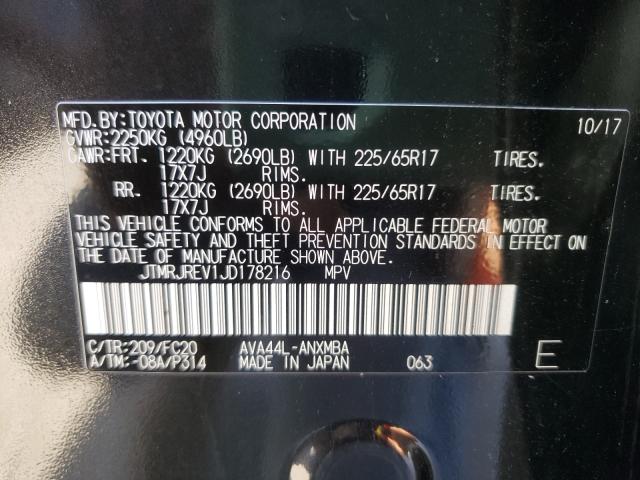 MFD.BY:TOYOTA MOTOR CORPORATION 10/17
GVWR:2250KG (4960LB)
GAWR:FRT. 1220KG (2690LB) WITH 225/65R17 TIRES.
17X7J RIMS.
RR. 1220KG (2690LB) WITH 225/65R17 TIRES.
17X7J RIMS.
THIS VEHICLE CONFORMS TO ALL APPLICABLE FEDERAL MOTOR
VEHICLE SAFETY AND THEFT PREVENTION STANDARDS IN EFFECT ON
THE DATE OF MANUFACTURE SHOWN ABOVE.
JTMRJREV1JD178216 MPV
C/TR:209/FC20 AVA44L-ANXMBA
A/TM:-08A/P314 MADE IN JAPAN 063 E